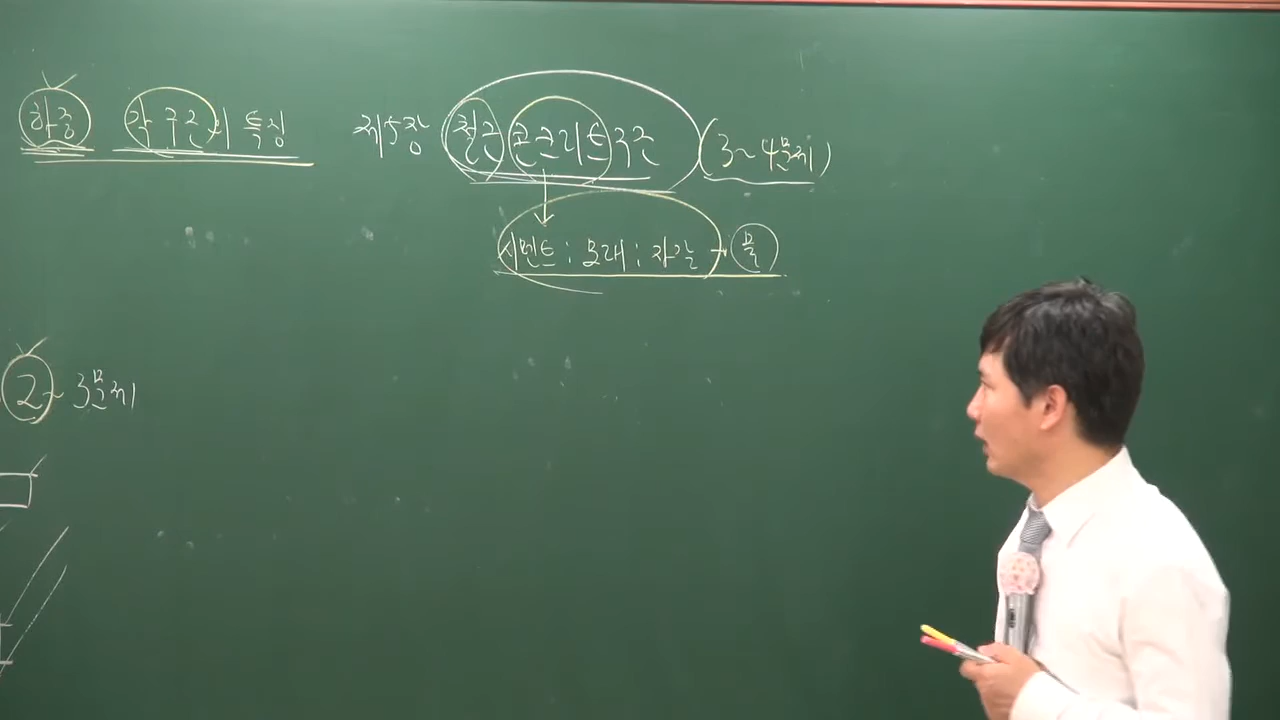 하중 각 구조의 특징
제5장 철근콘크리트구조 (3~4문제)
시멘트 : 모래 : 자갈 + 물
2~3문제